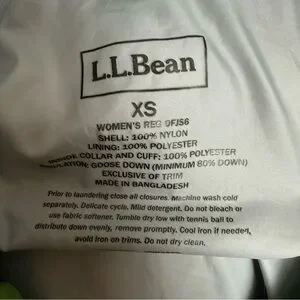 L.L.Bean
XS
WOMEN'S REG 0FJS6
SHELL: 100% NYLON
LINING: 100% POLYESTER
INSIDE COLLAR AND CUFF: 100% POLYESTER
INSULATION: GOOSE DOWN (MINIMUM 80% DOWN)
EXCLUSIVE OF TRIM
MADE IN BANGLADESH
Prior to laundering close all closures. Machine wash cold
separately. Delicate cycle. Mild detergent. Do not bleach or
use fabric softener. Tumble dry low with tennis ball to
distribute down evenly, remove promptly. Cool iron if needed,
avoid iron on trims. Do not dry clean.